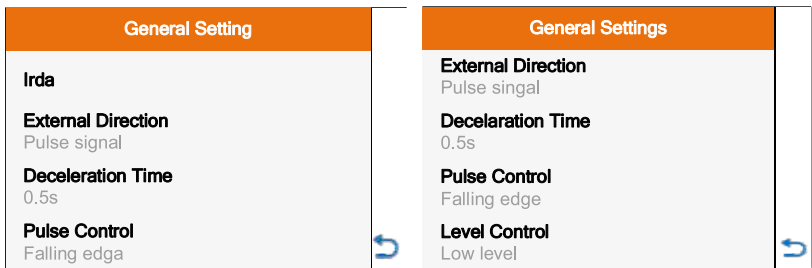 General Setting
Irda
External Direction
Pulse signal
Deceleration Time
0.5s
Pulse Control
Falling edga
General Settings
External Direction
Pulse singal
Decelaration Time
0.5s
Pulse Control
Falling edge
Level Control
Low level